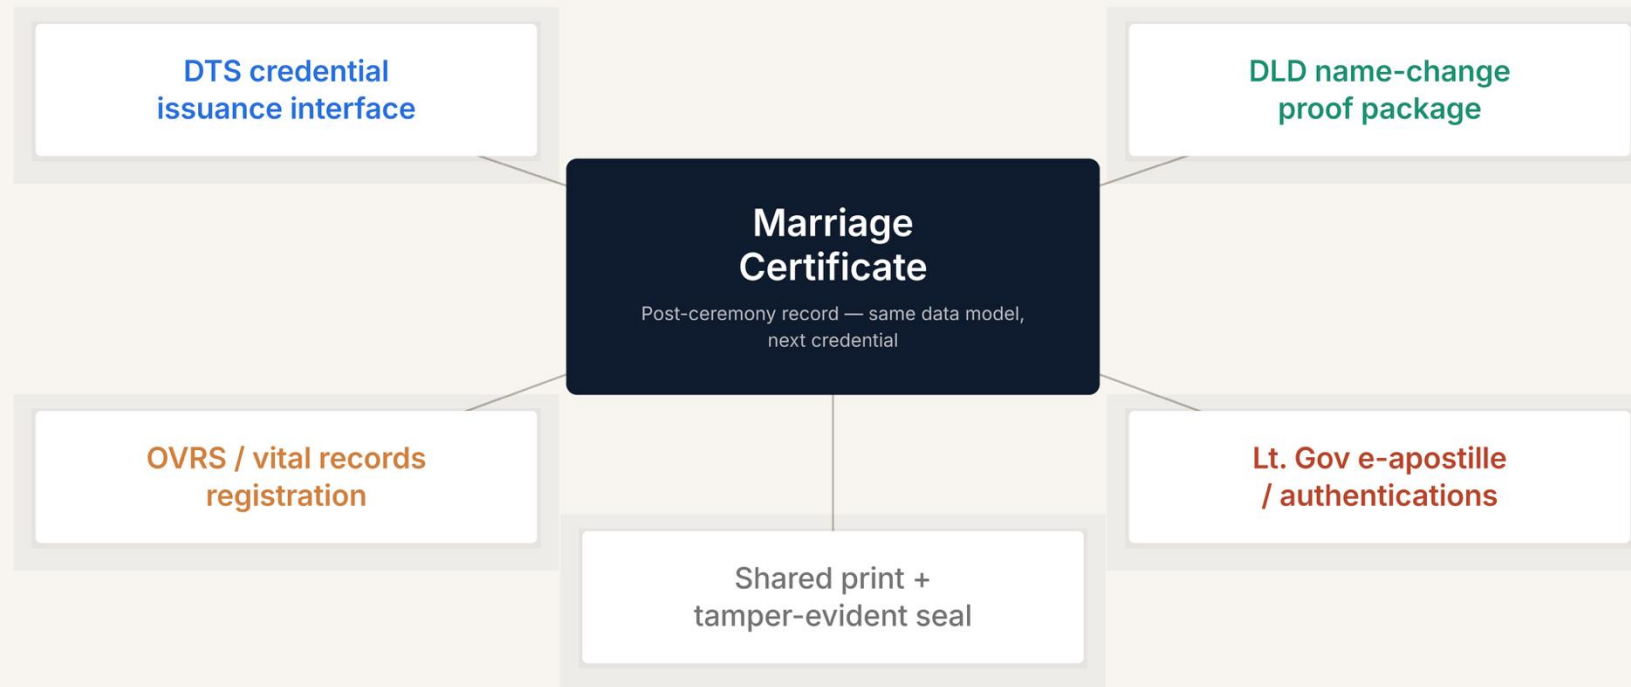 DTS credential
issuance interface
DLD name-change
proof package
Marriage
Certificate
Post-ceremony record — same data model,
next credential
OVRS / vital records
registration
Lt. Gov e-apostille
/ authentications
Shared print +
tamper-evident seal